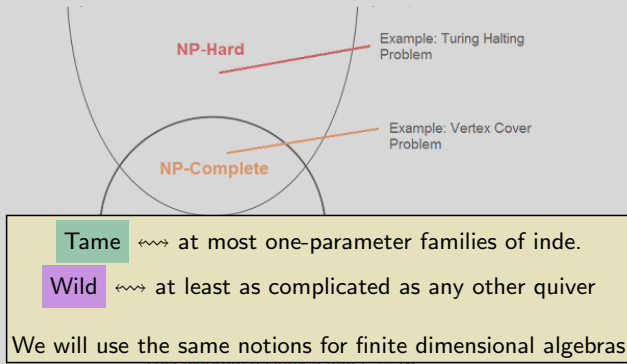 NP-Hard
Example: Turing Halting
Problem
Example: Vertex Cover
Problem
NP-Complete
Tame ↭ at most one-parameter families of inde.
Wild ↭ at least as complicated as any other quiver
We will use the same notions for finite dimensional algebras